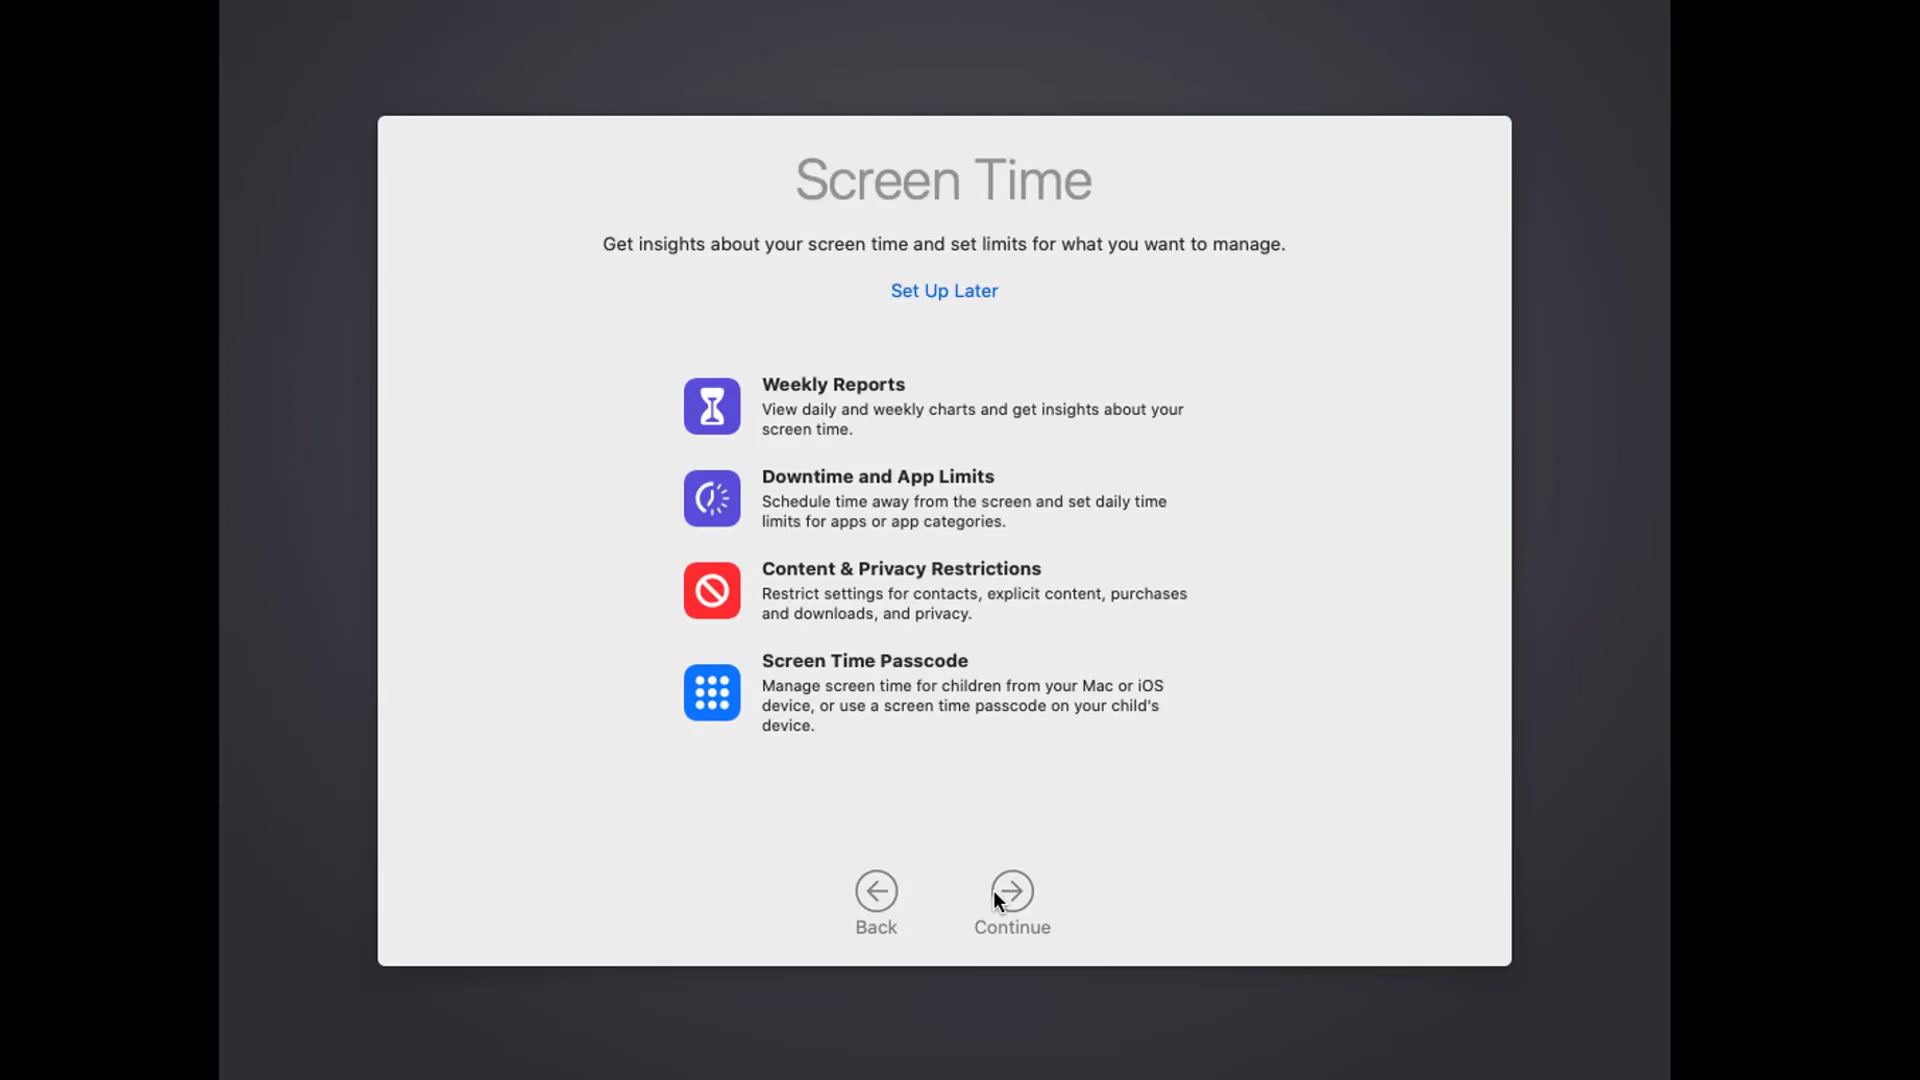 Screen Time
Get insights about your screen time and set limits for what you want to manage.
Set Up Later
Weekly Reports
View daily and weekly charts and get insights about your
screen time.
Downtime and App Limits
Schedule time away from the screen and set daily time
limits for apps or app categories.
Content & Privacy Restrictions
Restrict settings for contacts, explicit content, purchases
and downloads, and privacy.
Screen Time Passcode
Manage screen time for children from your Mac or iOS
device, or use a screen time passcode on your child's
device.
Back
Continue